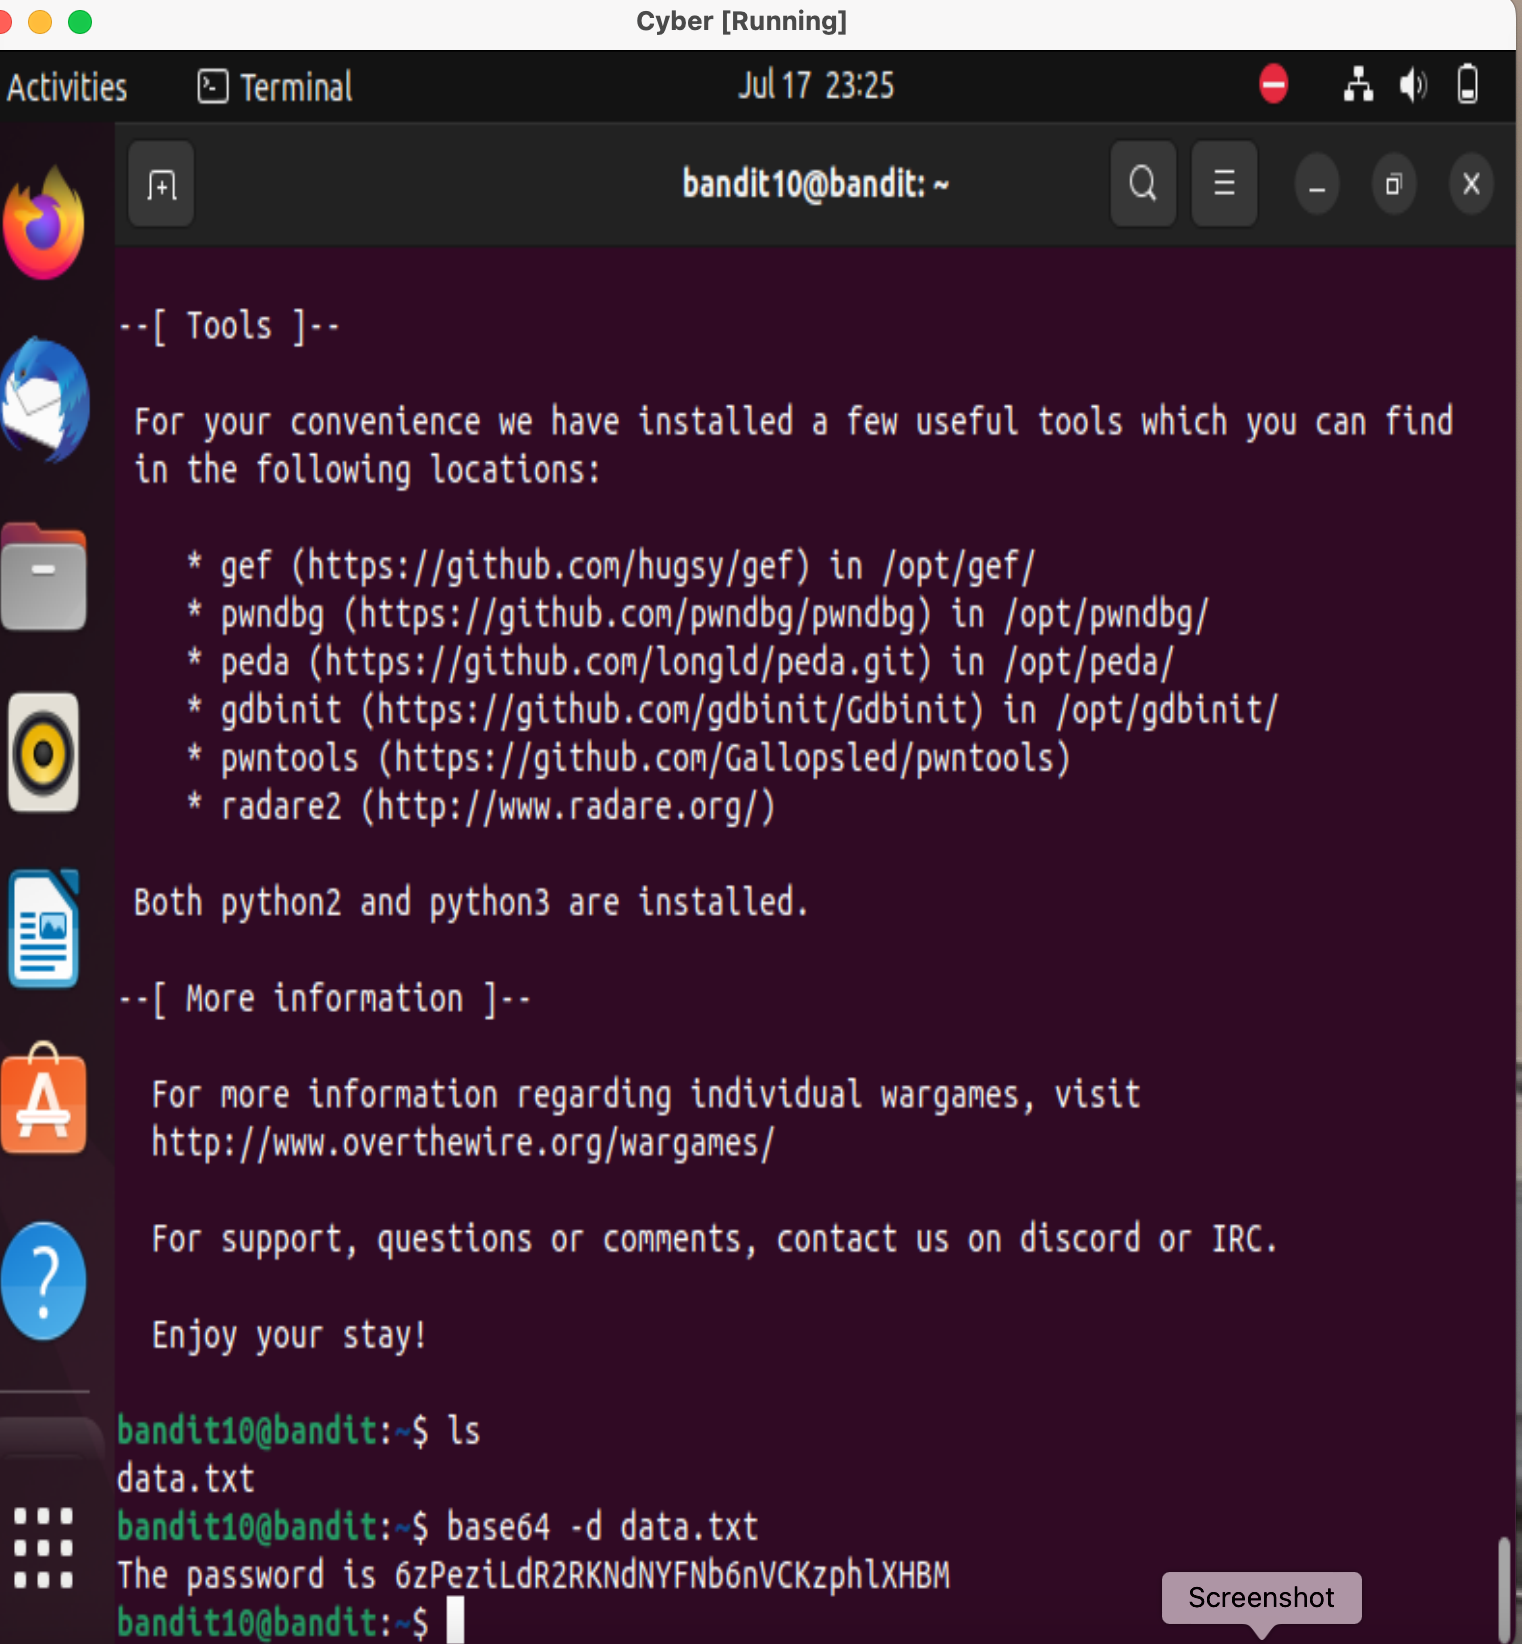 Cyber [Running]
Activities
Terminal
Jul 17 23:25
bandit10@bandit: ~
--[ Tools ]--
For your convenience we have installed a few useful tools which you can find
in the following locations:
* gef (https://github.com/hugsy/gef) in /opt/gef/
* pwndbg (https://github.com/pwndbg/pwndbg) in /opt/pwndbg/
* peda (https://github.com/longld/peda.git) in /opt/peda/
* gdbinit (https://github.com/gdbinit/Gdbinit) in /opt/gdbinit/
* pwntools (https://github.com/Gallopsled/pwntools)
* radare2 (http://www.radare.org/)
Both python2 and python3 are installed.
--[ More information ]--
For more information regarding individual wargames, visit
http://www.overthewire.org/wargames/
For support, questions or comments, contact us on discord or IRC.
Enjoy your stay!
bandit10@bandit:~$ ls
data.txt
bandit10@bandit:~$ base64 -d data.txt
The password is 6zPeziLdR2RKNdNYFNb6nVCKzphlXHBM
bandit10@bandit:~$
Screenshot